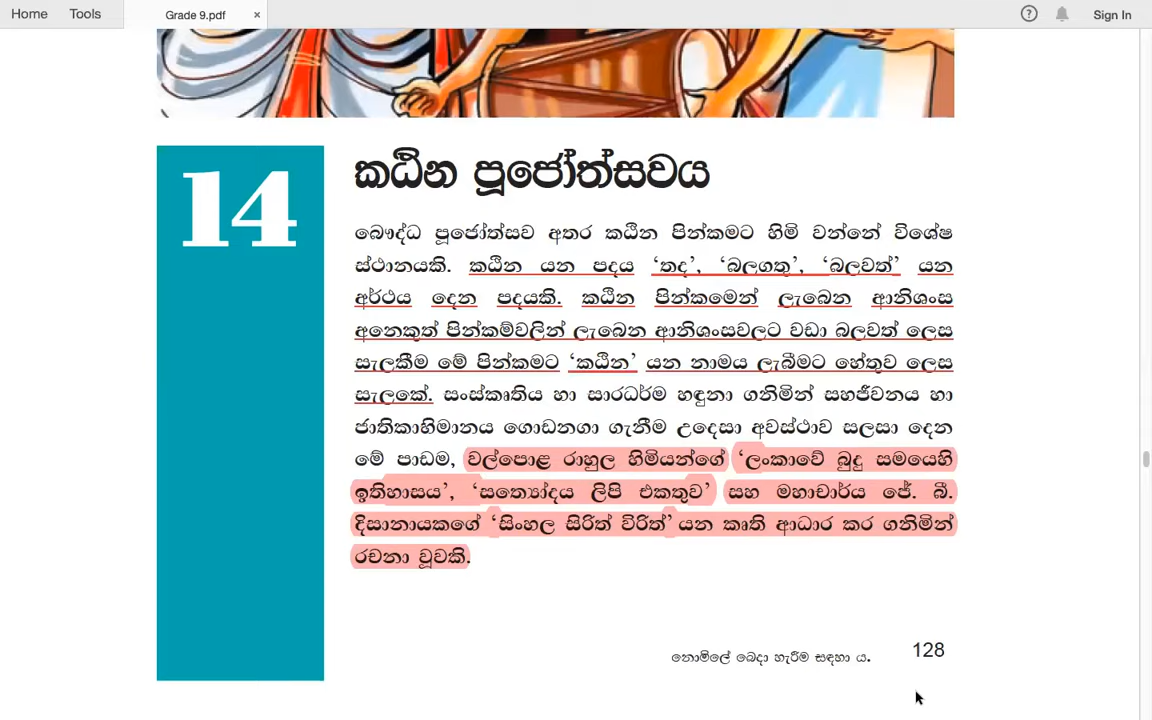 Home Tools Grade 9.pdf × Sign In
14
කඨින පූජෝත්සවය
බෞද්ධ පූජෝත්සව අතර කඨින පින්කමට හිමි වන්නේ විශේෂ
ස්ථානයකි. කඨින යන පදය ‘තද’, ‘බලගතු’, ‘බලවත්’ යන
අර්ථය දෙන පදයකි. කඨින පින්කමෙන් ලැබෙන ආනිශංස
අනෙකුත් පින්කම්වලින් ලැබෙන ආනිශංසවලට වඩා බලවත් ලෙස
සැලකීම මේ පින්කමට ‘කඨින’ යන නාමය ලැබීමට හේතුව ලෙස
සැලකේ. සංස්කෘතිය හා සාරධර්ම හඳුනා ගනිමින් සහජීවනය හා
ජාතිකාභිමානය ගොඩනගා ගැනීම උදෙසා අවස්ථාව සලසා දෙන
මේ පාඩම, වල්පොළ රාහුල හිමියන්ගේ ‘ලංකාවේ බුදු සමයෙහි
ඉතිහාසය’, ‘සත්‍යෝදය ලිපි එකතුව’ සහ මහාචාර්ය ජේ. බී.
දිසානායකගේ ‘සිංහල සිරිත් විරිත්’ යන කෘති ආධාර කර ගනිමින්
රචනා වූවකි.
නොමිලේ බෙදා හැරීම සඳහා ය. 128